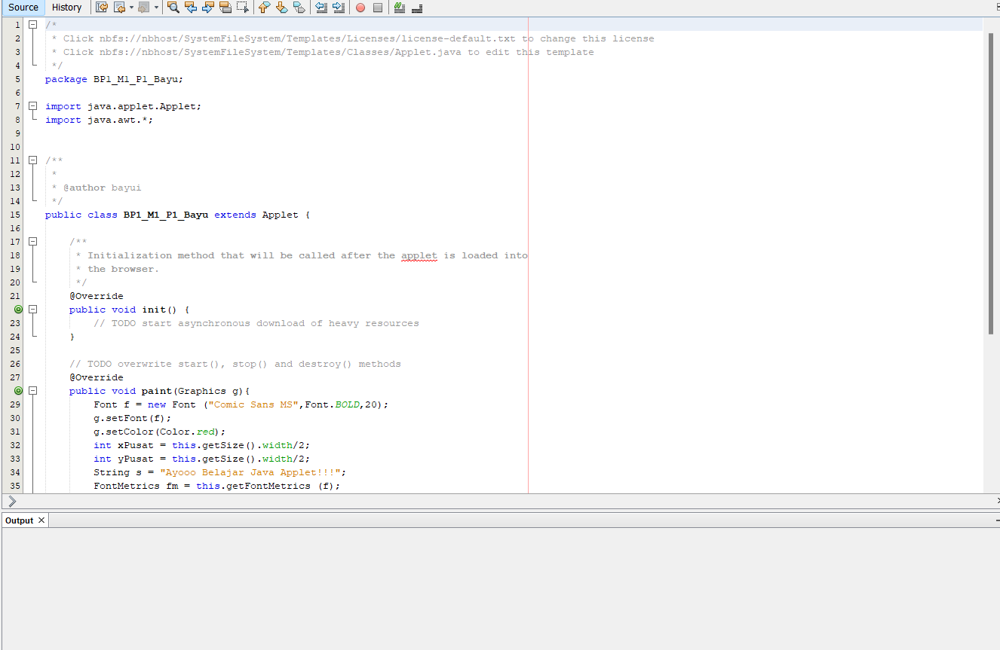 Source History
1 /*
2 * Click nbfs://nbhost/SystemFileSystem/Templates/Licenses/license-default.txt to change this license
3 * Click nbfs://nbhost/SystemFileSystem/Templates/Classes/Applet.java to edit this template
4 */
5 package BP1_M1_P1_Bayu;
6
7 import java.applet.Applet;
8 import java.awt.*;
9
10
11 /**
12 *
13 * @author bayui
14 */
15 public class BP1_M1_P1_Bayu extends Applet {
16
17 /**
18 * Initialization method that will be called after the applet is loaded into
19 * the browser.
20 */
21 @Override
public void init() {
23 // TODO start asynchronous download of heavy resources
24 }
25
26 // TODO overwrite start(), stop() and destroy() methods
27 @Override
public void paint(Graphics g){
29 Font f = new Font ("Comic Sans MS",Font.BOLD,20);
30 g.setFont(f);
31 g.setColor(Color.red);
32 int xPusat = this.getSize().width/2;
33 int yPusat = this.getSize().width/2;
34 String s = "Ayooo Belajar Java Applet!!!";
35 FontMetrics fm = this.getFontMetrics (f);
Output